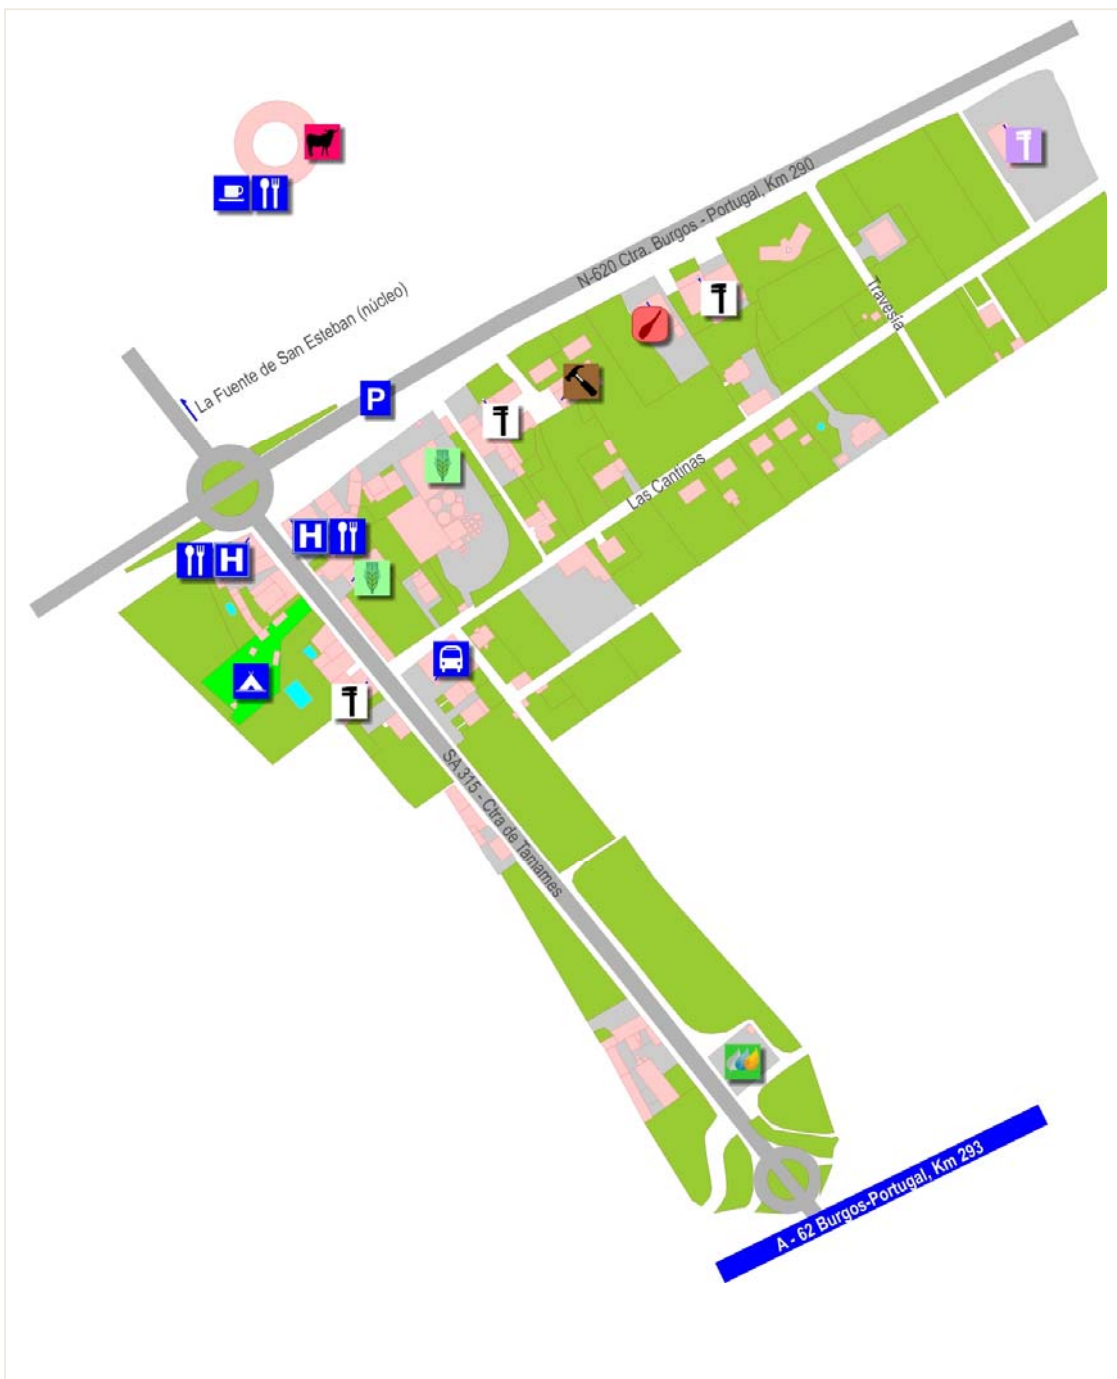 N-620 Ctra. Burgos - Portugal, Km 290
La Fuente de San Esteban (núcleo)
Travesía
P
Las Cantinas
H
H
SA 315 - Ctra de Tamames
A - 62 Burgos-Portugal, Km 293